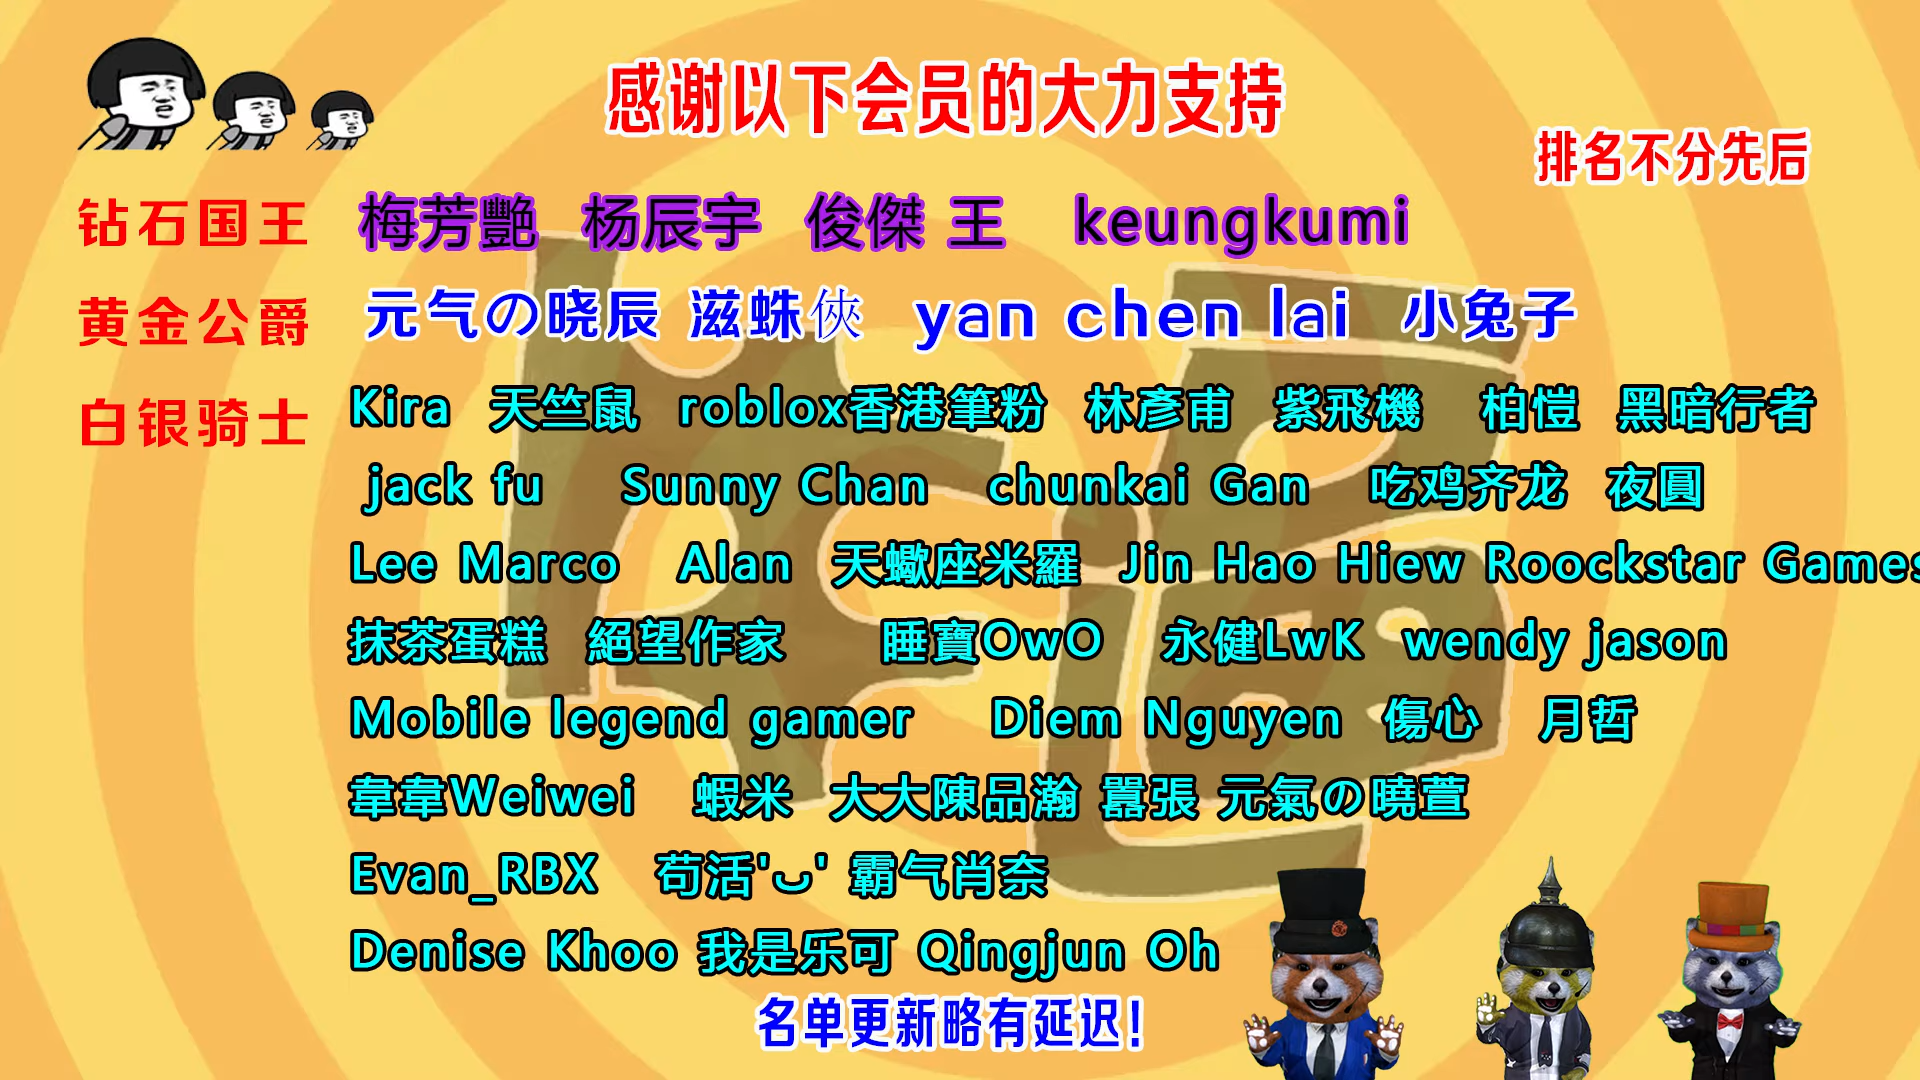 感谢以下会员的大力支持
排名不分先后
钻石国王 梅芳艷 杨辰宇 俊傑 王 keungkumi
黄金公爵 元气の晓辰 滋蛛俠 yan chen lai 小兔子
白银骑士 Kira 天竺鼠 roblox香港筆粉 林彥甫 紫飛機 柏愷 黑暗行者
jack fu Sunny Chan chunkai Gan 吃鸡齐龙 夜圓
Lee Marco Alan 天蠍座米羅 Jin Hao Hiew Roockstar Games
抹茶蛋糕 絕望作家 睡寶OwO 永健LwK wendy jason
Mobile legend gamer Diem Nguyen 傷心 月哲
韋韋Weiwei 蝦米 大大陳品瀚 囂張 元氣の曉萱
Evan_RBX 苟活'ᴗ' 霸气肖奈
Denise Khoo 我是乐可 Qingjun Oh
名单更新略有延迟！